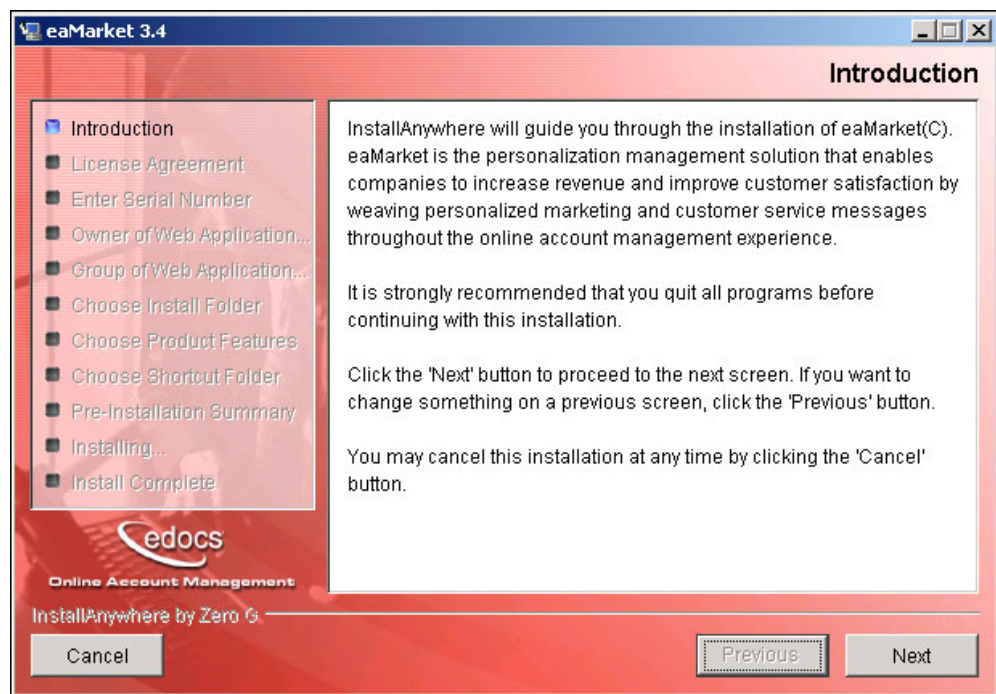 eaMarket 3.4
Introduction
Introduction
License Agreement
Enter Serial Number
Owner of Web Application...
Group of Web Application...
Choose Install Folder
Choose Product Features
Choose Shortcut Folder
Pre-Installation Summary
Installing...
Install Complete
InstallAnywhere will guide you through the installation of eaMarket(C).
eaMarket is the personalization management solution that enables
companies to increase revenue and improve customer satisfaction by
weaving personalized marketing and customer service messages
throughout the online account management experience.
It is strongly recommended that you quit all programs before
continuing with this installation.
Click the 'Next' button to proceed to the next screen. If you want to
change something on a previous screen, click the 'Previous' button.
You may cancel this installation at any time by clicking the 'Cancel'
button.
edocs
Online Account Management
InstallAnywhere by Zero G
Cancel
Previous
Next